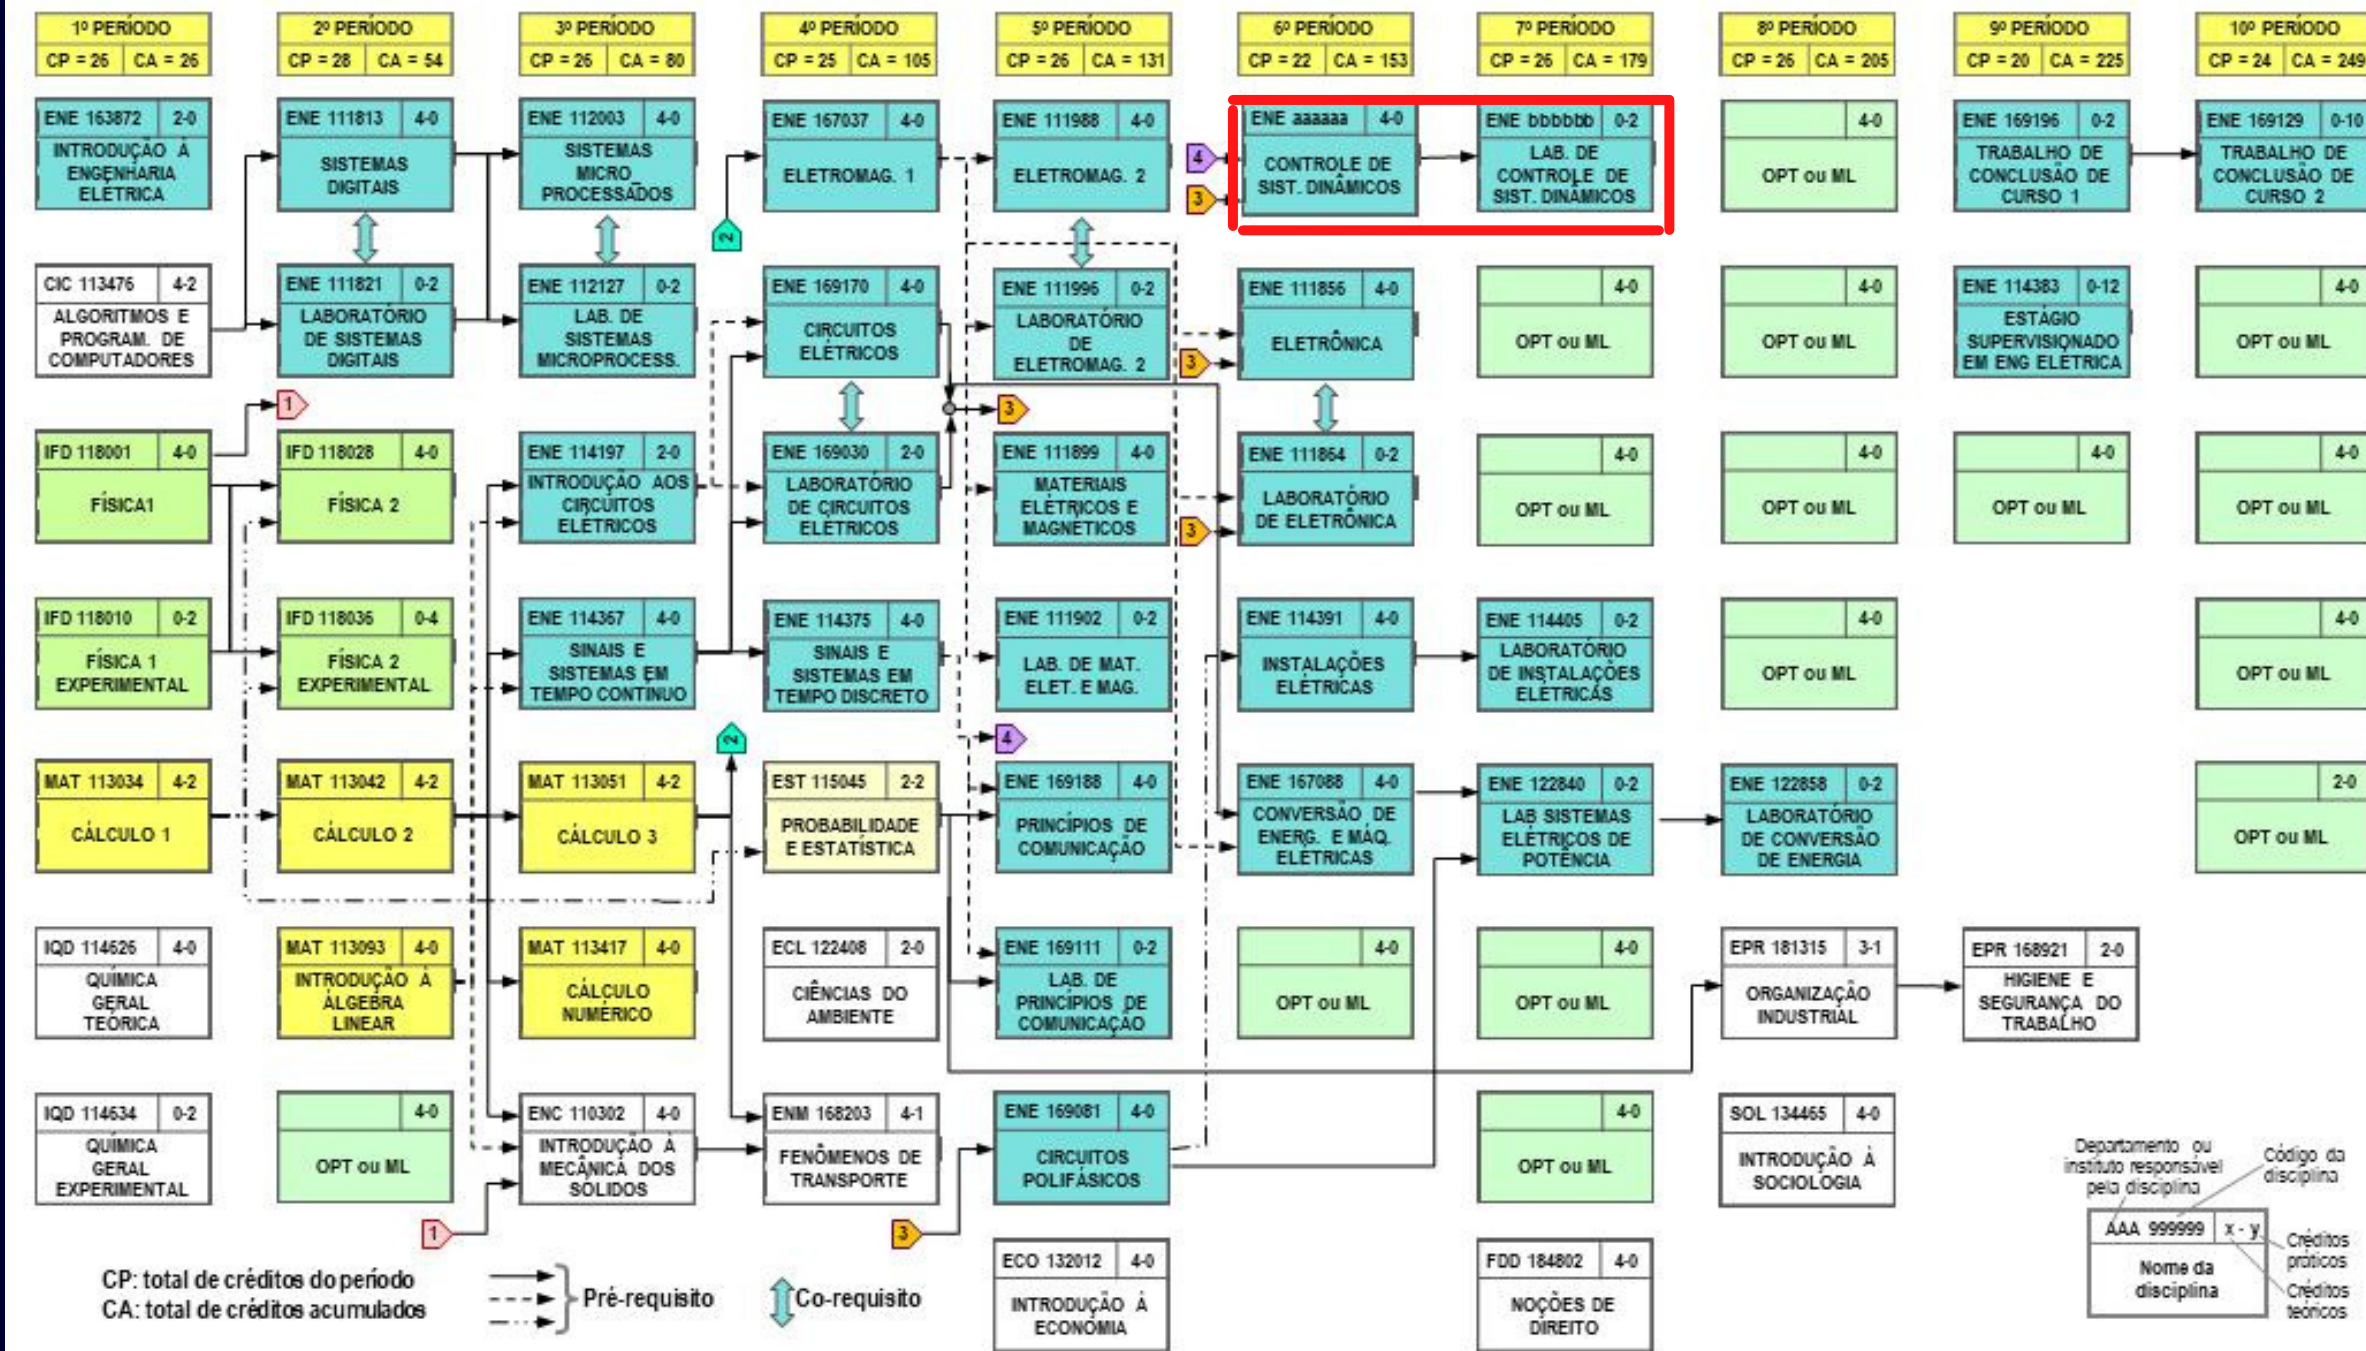 1º PERÍODO
CP = 26 CA = 26
2º PERÍODO
CP = 28 CA = 54
3º PERÍODO
CP = 26 CA = 80
4º PERÍODO
CP = 25 CA = 105
5º PERÍODO
CP = 26 CA = 131
6º PERÍODO
CP = 22 CA = 153
7º PERÍODO
CP = 26 CA = 179
8º PERÍODO
CP = 26 CA = 205
9º PERÍODO
CP = 20 CA = 225
10º PERÍODO
CP = 24 CA = 249
ENE 163872 2-0
INTRODUÇÃO À
ENGENHARIA
ELÉTRICA
ENE 111813 4-0
SISTEMAS
DIGITAIS
ENE 112003 4-0
SISTEMAS
MICRO_
PROCESSADOS
2
ENE 167037 4-0
ELETROMAG. 1
ENE 111988 4-0
ELETROMAG. 2
4
3
ENE aaaaaa 4-0
CONTROLE DE
SIST. DINÂMICOS
ENE bbbbbb 0-2
LAB. DE
CONTROLE DE
SIST. DINÂMICOS
4-0
OPT ou ML
ENE 169196 0-2
TRABALHO DE
CONCLUSÃO DE
CURSO 1
ENE 169129 0-10
TRABALHO DE
CONCLUSÃO DE
CURSO 2
CIC 113476 4-2
ALGORITMOS E
PROGRAM. DE
COMPUTADORES
ENE 111821 0-2
LABORATÓRIO
DE SISTEMAS
DIGITAIS
ENE 112127 0-2
LAB. DE
SISTEMAS
MICROPROCESS.
ENE 169170 4-0
CIRCUITOS
ELÉTRICOS
ENE 111996 0-2
LABORATÓRIO
DE
ELETROMAG. 2
3
ENE 111856 4-0
ELETRÔNICA
4-0
OPT ou ML
4-0
OPT ou ML
ENE 114383 0-12
ESTÁGIO
SUPERVISIONADO
EM ENG ELÉTRICA
4-0
OPT ou ML
1
3
IFD 118001 4-0
FÍSICA1
IFD 118028 4-0
FÍSICA 2
ENE 114197 2-0
INTRODUÇÃO AOS
CIRCUITOS
ELÉTRICOS
ENE 169030 2-0
LABORATÓRIO
DE CIRCUITOS
ELÉTRICOS
ENE 111899 4-0
MATERIAIS
ELÉTRICOS E
MAGNÉTICOS
3
ENE 111864 0-2
LABORATÓRIO
DE ELETRÔNICA
4-0
OPT ou ML
4-0
OPT ou ML
4-0
OPT ou ML
4-0
OPT ou ML
IFD 118010 0-2
FÍSICA 1
EXPERIMENTAL
IFD 118036 0-4
FÍSICA 2
EXPERIMENTAL
ENE 114367 4-0
SINAIS E
SISTEMAS EM
TEMPO CONTINUO
ENE 114375 4-0
SINAIS E
SISTEMAS EM
TEMPO DISCRETO
ENE 111902 0-2
LAB. DE MAT.
ELET. E MAG.
ENE 114391 4-0
INSTALAÇÕES
ELÉTRICAS
ENE 114405 0-2
LABORATÓRIO
DE INSTALAÇÕES
ELÉTRICAS
4-0
OPT ou ML
4-0
OPT ou ML
2
4
MAT 113034 4-2
CÁLCULO 1
MAT 113042 4-2
CÁLCULO 2
MAT 113051 4-2
CÁLCULO 3
EST 115045 2-2
PROBABILIDADE
E ESTATÍSTICA
ENE 169188 4-0
PRINCÍPIOS DE
COMUNICAÇÃO
ENE 167088 4-0
CONVERSÃO DE
ENERG. E MÁQ.
ELÉTRICAS
ENE 122840 0-2
LAB SISTEMAS
ELÉTRICOS DE
POTÊNCIA
ENE 122858 0-2
LABORATÓRIO
DE CONVERSÃO
DE ENERGIA
2-0
OPT ou ML
IQD 114626 4-0
QUÍMICA
GERAL
TEÓRICA
MAT 113093 4-0
INTRODUÇÃO À
ÁLGEBRA
LINEAR
MAT 113417 4-0
CÁLCULO
NUMÉRICO
ECL 122408 2-0
CIÊNCIAS DO
AMBIENTE
ENE 169111 0-2
LAB. DE
PRINCÍPIOS DE
COMUNICAÇÃO
4-0
OPT ou ML
4-0
OPT ou ML
EPR 181315 3-1
ORGANIZAÇÃO
INDUSTRIAL
EPR 168921 2-0
HIGIENE E
SEGURANÇA DO
TRABALHO
IQD 114634 0-2
QUÍMICA
GERAL
EXPERIMENTAL
4-0
OPT ou ML
ENC 110302 4-0
INTRODUÇÃO À
MECÂNICA DOS
SÓLIDOS
ENM 168203 4-1
FENÔMENOS DE
TRANSPORTE
ENE 169081 4-0
CIRCUITOS
POLIFÁSICOS
4-0
OPT ou ML
SOL 134465 4-0
INTRODUÇÃO À
SOCIOLOGIA
1
3
ECO 132012 4-0
INTRODUÇÃO À
ECONOMIA
FDD 184802 4-0
NOÇÕES DE
DIREITO
CP: total de créditos do período
CA: total de créditos acumulados
Pré-requisito
Co-requisito
Departamento ou
instituto responsável
pela disciplina
Código da
disciplina
AAA 999999 x - y
Nome da
disciplina
Créditos
práticos
Créditos
teóricos